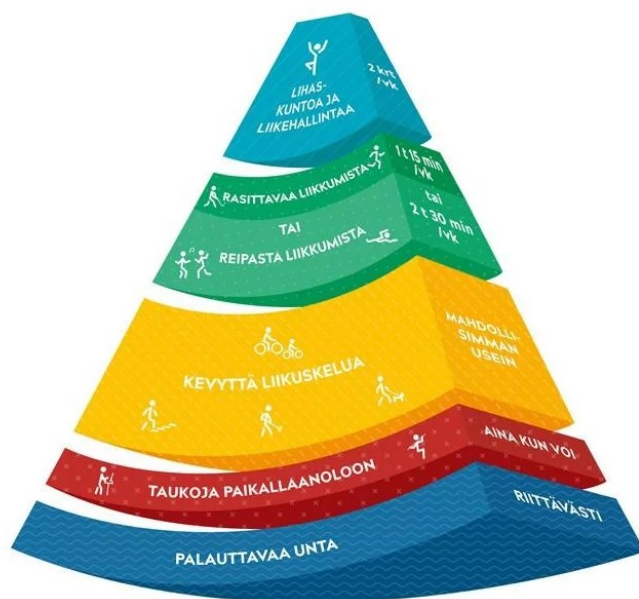 LIHAS-
KUNTOA JA
LIIKEHALLINTAA
2 krt
/vk
RASITTAVAA LIIKKUMISTA
1 t 15 min
/vk
TAI
REIPASTA LIIKKUMISTA
tai
2 t 30 min
/vk
KEVYTTÄ LIIKUSKELUA
MAHDOLLI-
SIMMAN
USEIN
TAUKOJA PAIKALLAANOLOON
AINA KUN VOI
PALAUTTAVAA UNTA
RIITTÄVÄSTI